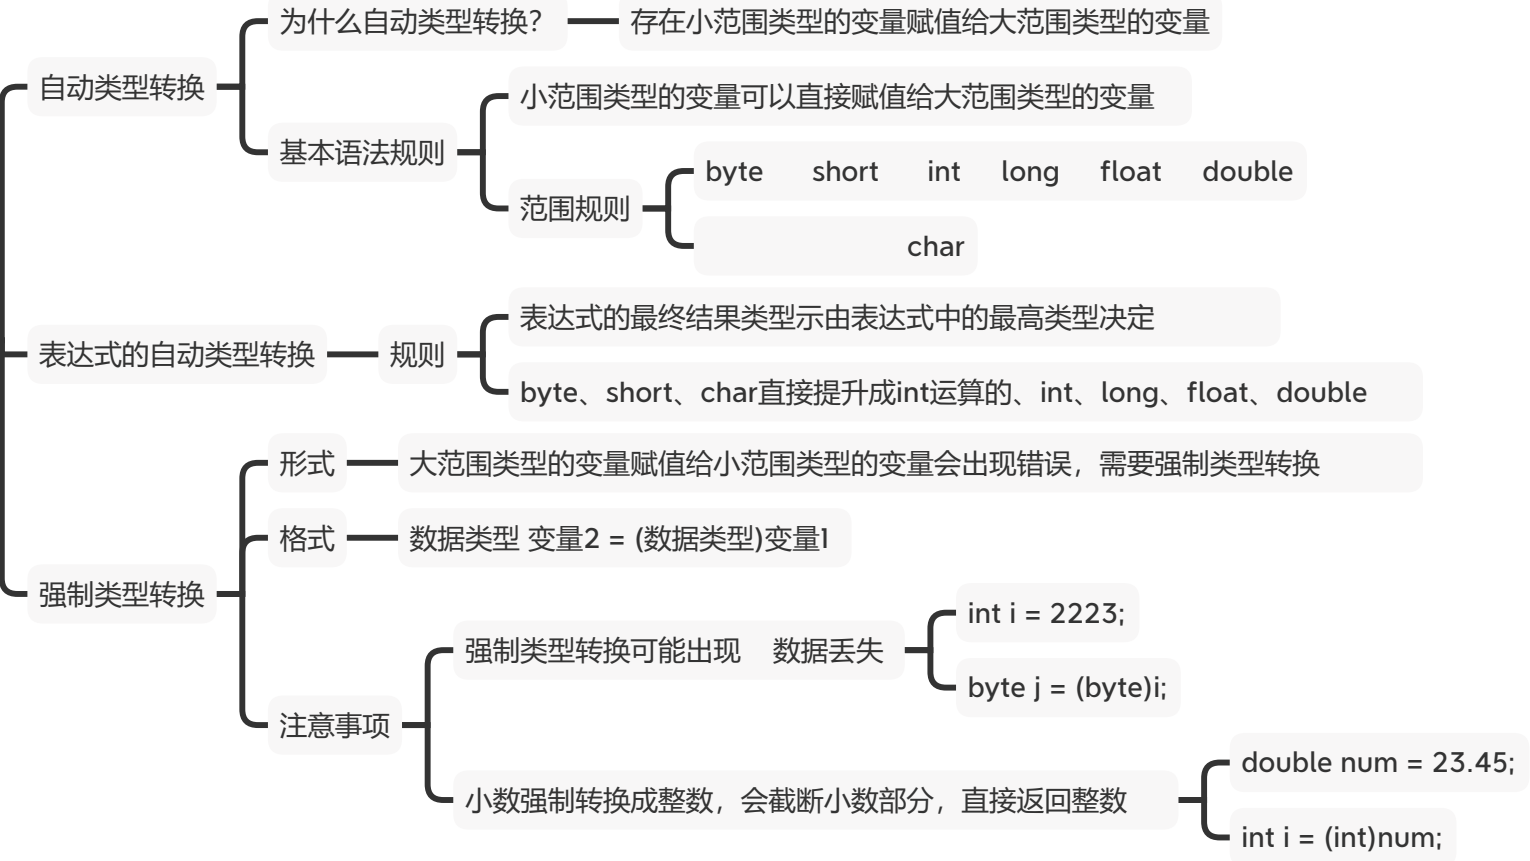 为什么自动类型转换？
存在小范围类型的变量赋值给大范围类型的变量
自动类型转换
小范围类型的变量可以直接赋值给大范围类型的变量
基本语法规则
byte short int long float double
范围规则
char
表达式的最终结果类型示由表达式中的最高类型决定
表达式的自动类型转换
规则
byte、short、char直接提升成int运算的、int、long、float、double
形式
大范围类型的变量赋值给小范围类型的变量会出现错误，需要强制类型转换
格式
数据类型 变量2 = (数据类型)变量1
强制类型转换
int i = 2223;
强制类型转换可能出现 数据丢失
byte j = (byte)i;
注意事项
double num = 23.45;
小数强制转换成整数，会截断小数部分，直接返回整数
int i = (int)num;